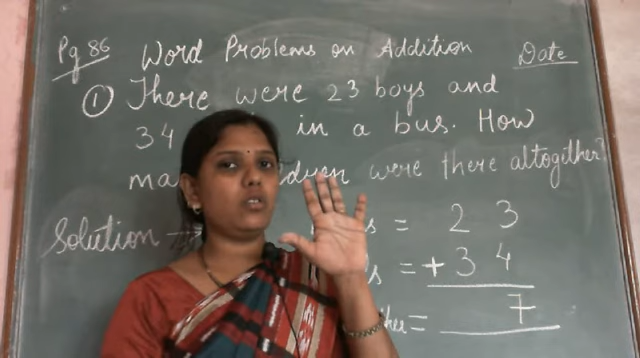 Pg 86 Word Problems on Addition Date
① There were 23 boys and
34 in a bus. How
were there altogether?
Solution → = 2 3
= + 3 4
= 7